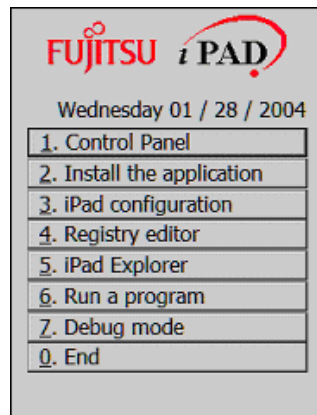 FUJITSU iPAD
Wednesday 01 / 28 / 2004
1. Control Panel
2. Install the application
3. iPad configuration
4. Registry editor
5. iPad Explorer
6. Run a program
7. Debug mode
0. End